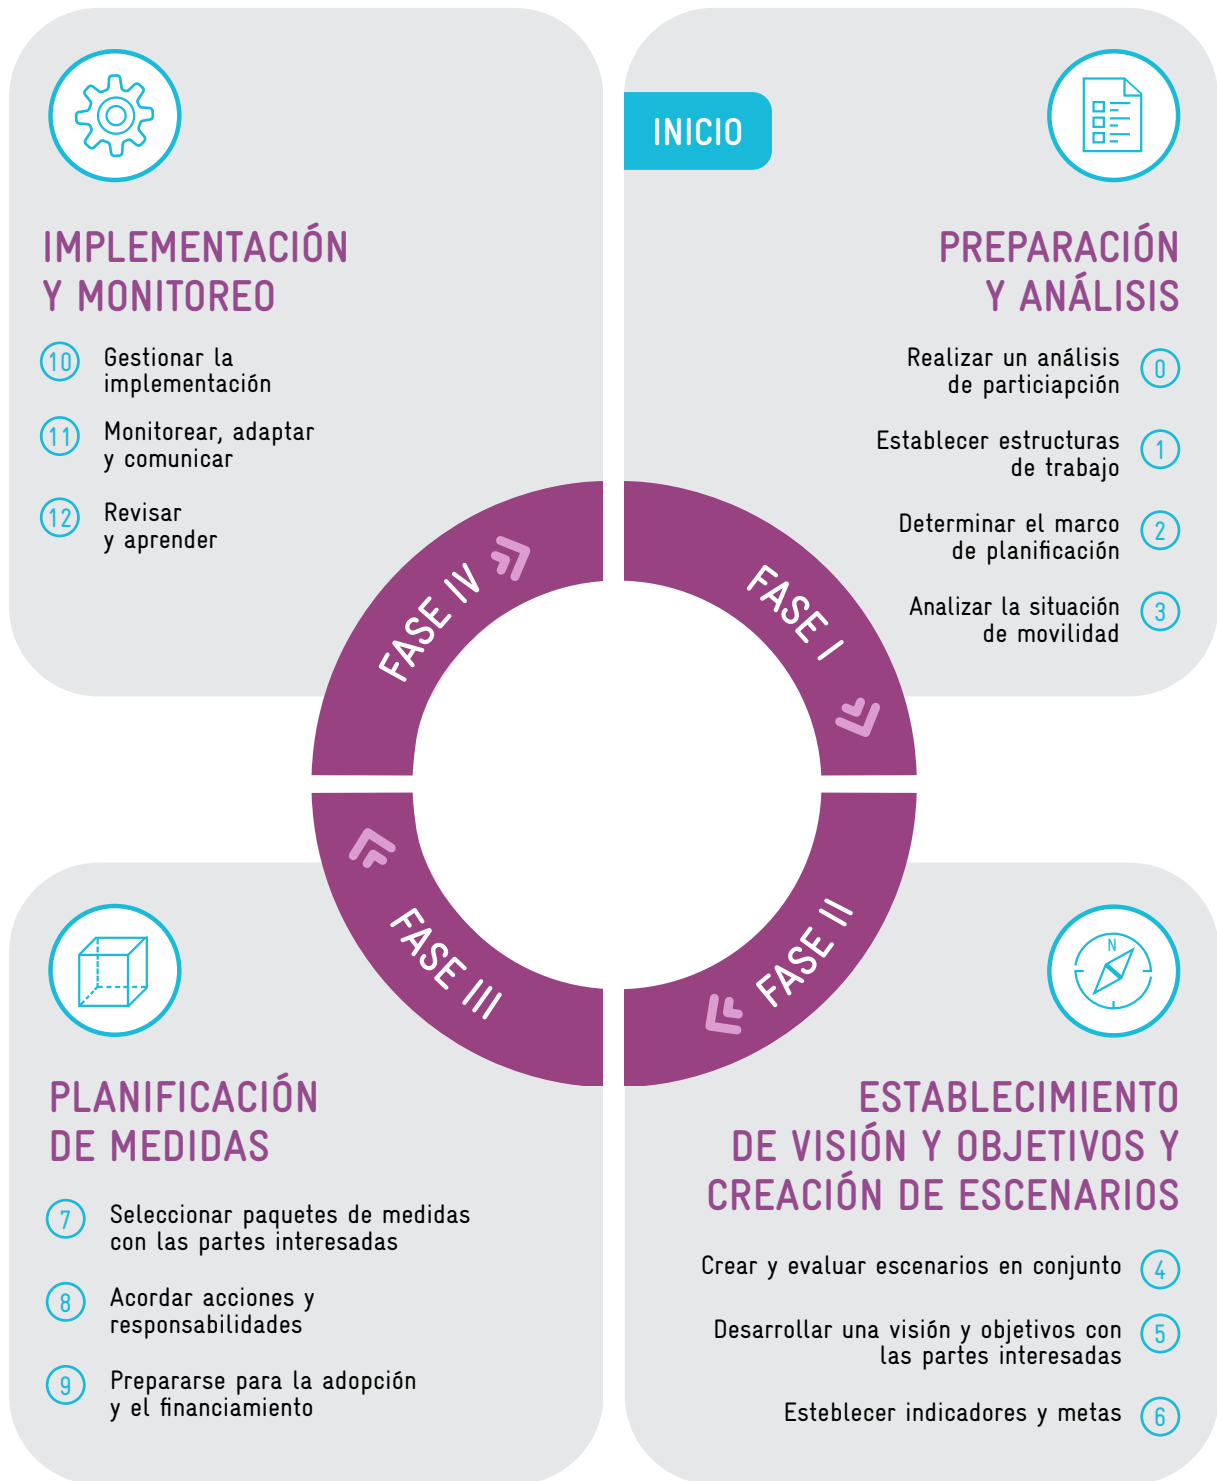 INICIO
PREPARACIÓN
Y ANÁLISIS
0
Realizar un análisis
de particiapción
1
Establecer estructuras
de trabajo
2
Determinar el marco
de planificación
3
Analizar la situación
de movilidad
FASE I
FASE II
N
ESTABLECIMIENTO
DE VISIÓN Y OBJETIVOS Y
CREACIÓN DE ESCENARIOS
Crear y evaluar escenarios en conjunto 4
5
Desarrollar una visión y objetivos con
las partes interesadas
Esteblecer indicadores y metas 6
FASE III
PLANIFICACIÓN
DE MEDIDAS
7
Seleccionar paquetes de medidas
con las partes interesadas
8
Acordar acciones y
responsabilidades
9
Prepararse para la adopción
y el financiamiento
FASE IV
IMPLEMENTACIÓN
Y MONITOREO
10
Gestionar la
implementación
11
Monitorear, adaptar
y comunicar
12
Revisar
y aprender